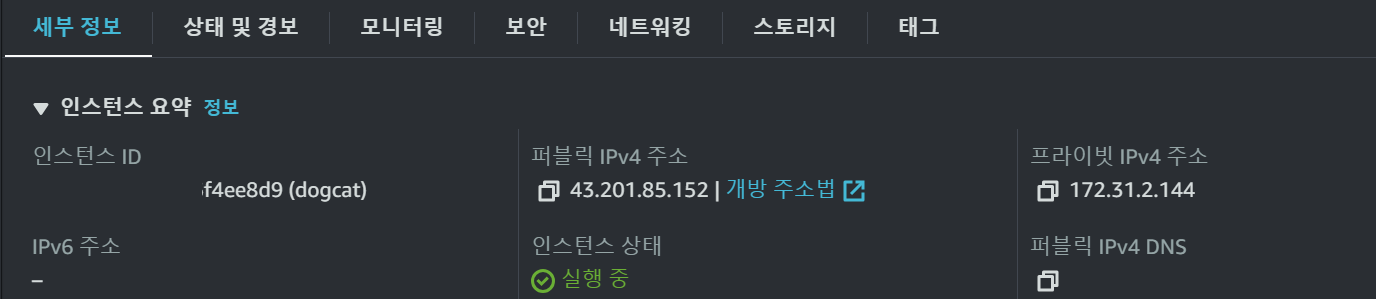 세부 정보 상태 및 경보 모니터링 보안 네트워킹 스토리지 태그
▼ 인스턴스 요약 정보
인스턴스 ID 퍼블릭 IPv4 주소 프라이빗 IPv4 주소
f4ee8d9 (dogcat) 43.201.85.152 | 개방 주소법 172.31.2.144
IPv6 주소 인스턴스 상태 퍼블릭 IPv4 DNS
– 실행 중